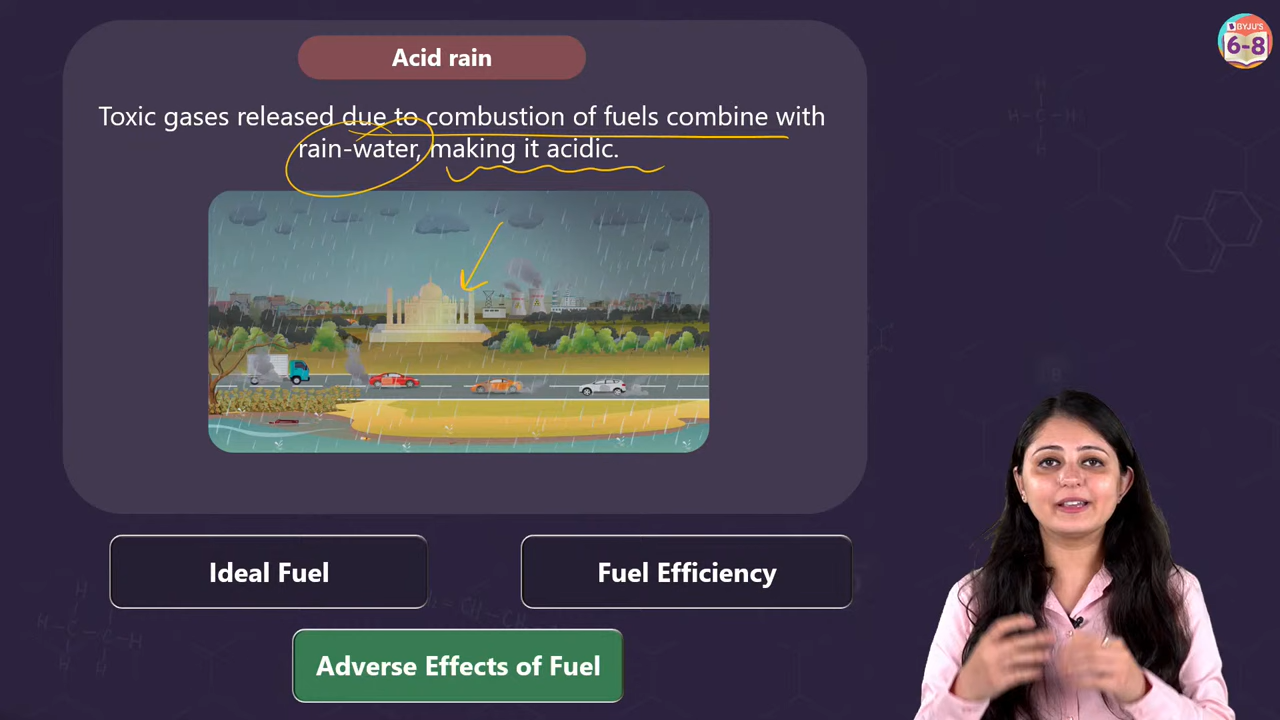 BYJU'S
6-8
Acid rain
Toxic gases released due to combustion of fuels combine with
rain-water, making it acidic.
Ideal Fuel
Fuel Efficiency
Adverse Effects of Fuel